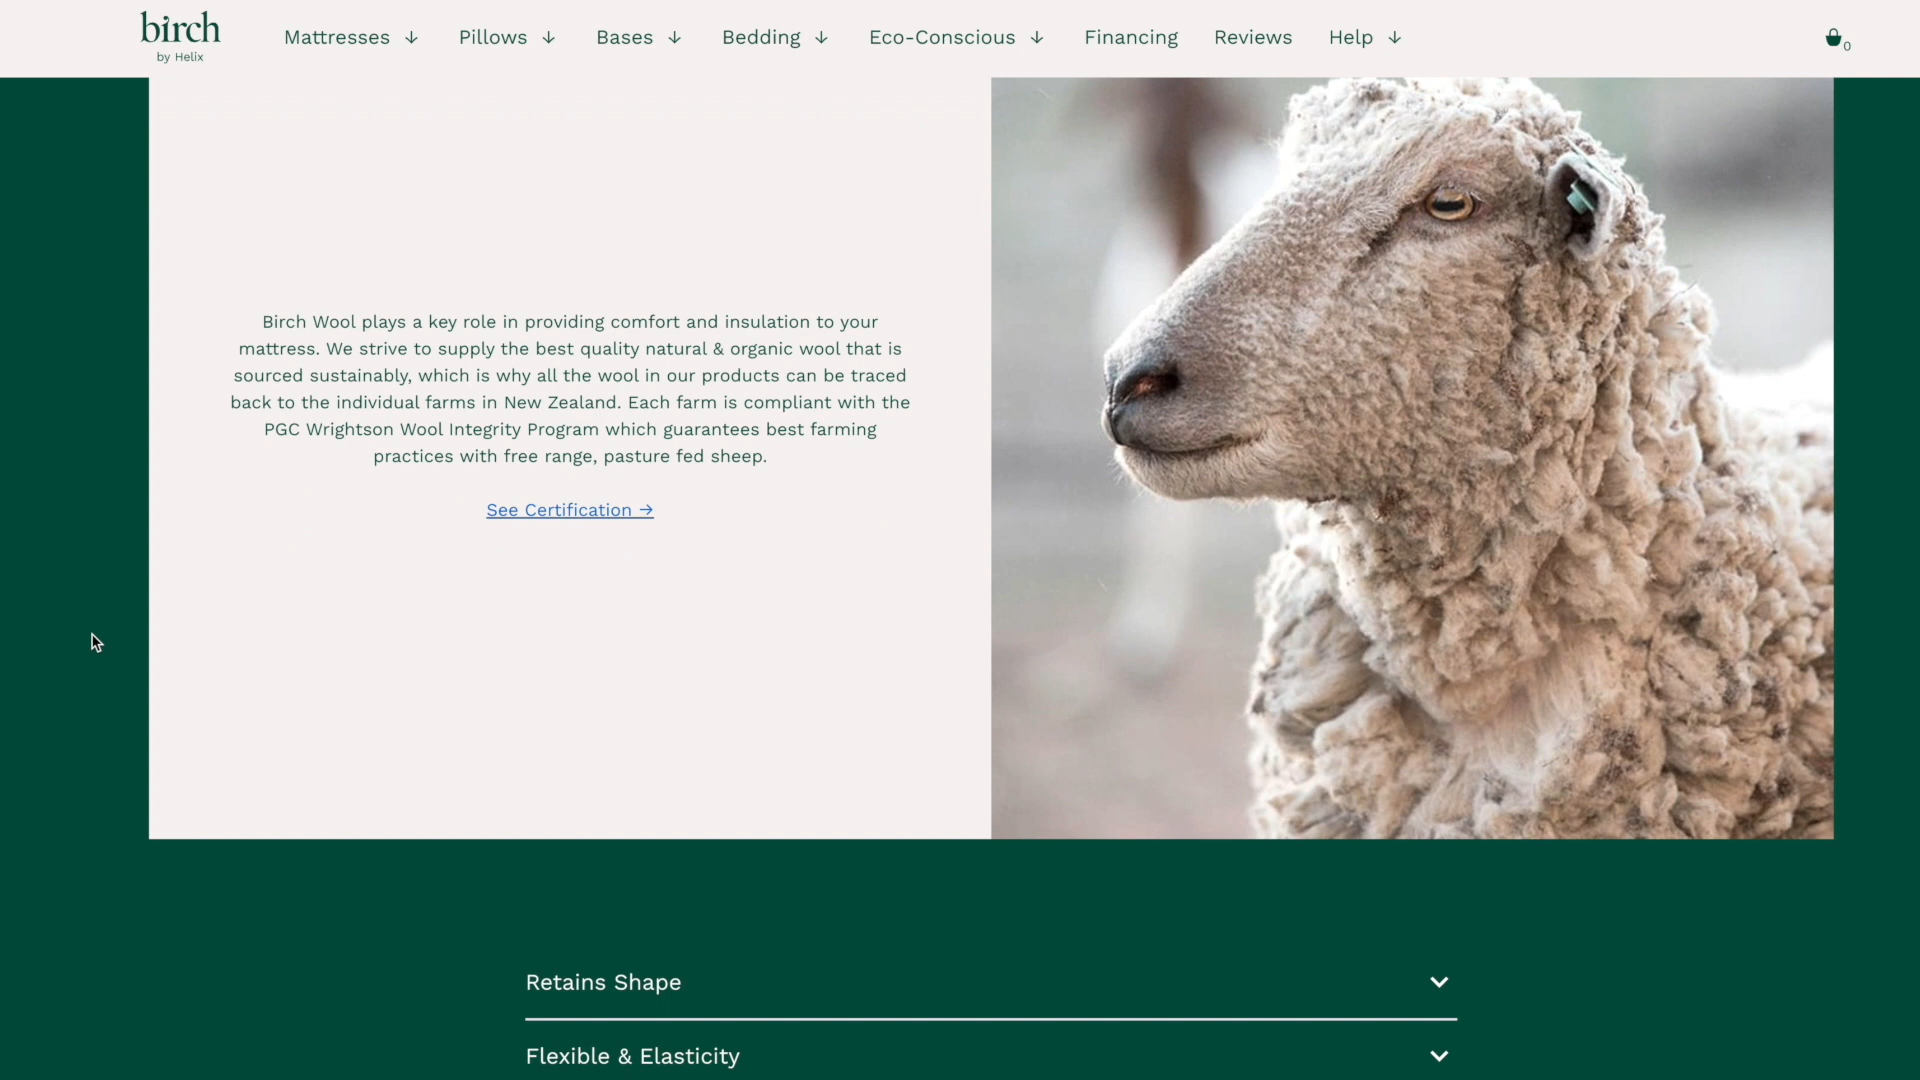 birch
by Helix
Mattresses
Pillows
Bases
Bedding
Eco-Conscious
Financing
Reviews
Help
0
Birch Wool plays a key role in providing comfort and insulation to your
mattress. We strive to supply the best quality natural & organic wool that is
sourced sustainably, which is why all the wool in our products can be traced
back to the individual farms in New Zealand. Each farm is compliant with the
PGC Wrightson Wool Integrity Program which guarantees best farming
practices with free range, pasture fed sheep.
See Certification →
Retains Shape
Flexible & Elasticity